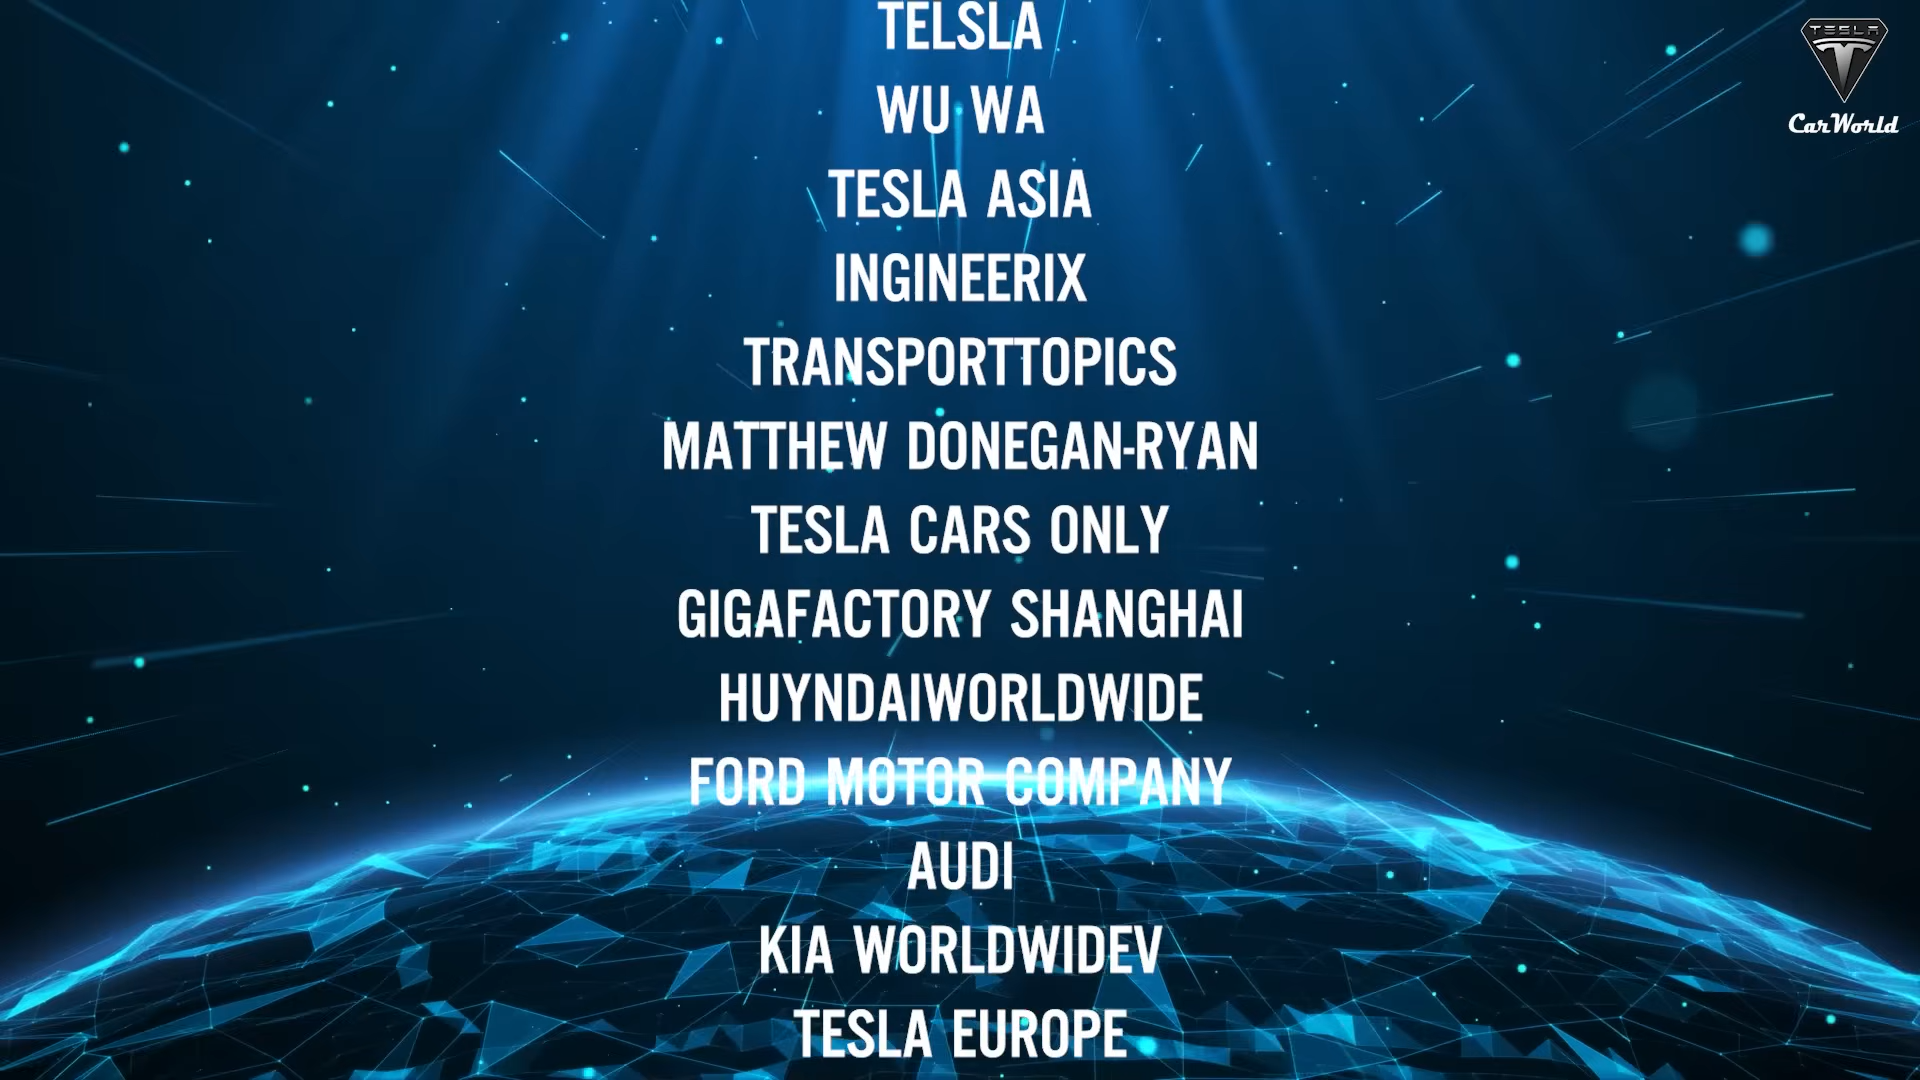 TELSLA
TESLA
CarWorld
WU WA
TESLA ASIA
INGINEERIX
TRANSPORTTOPICS
MATTHEW DONEGAN-RYAN
TESLA CARS ONLY
GIGAFACTORY SHANGHAI
HUYNDAIWORLDWIDE
FORD MOTOR COMPANY
AUDI
KIA WORLDWIDEV
TESLA EUROPE